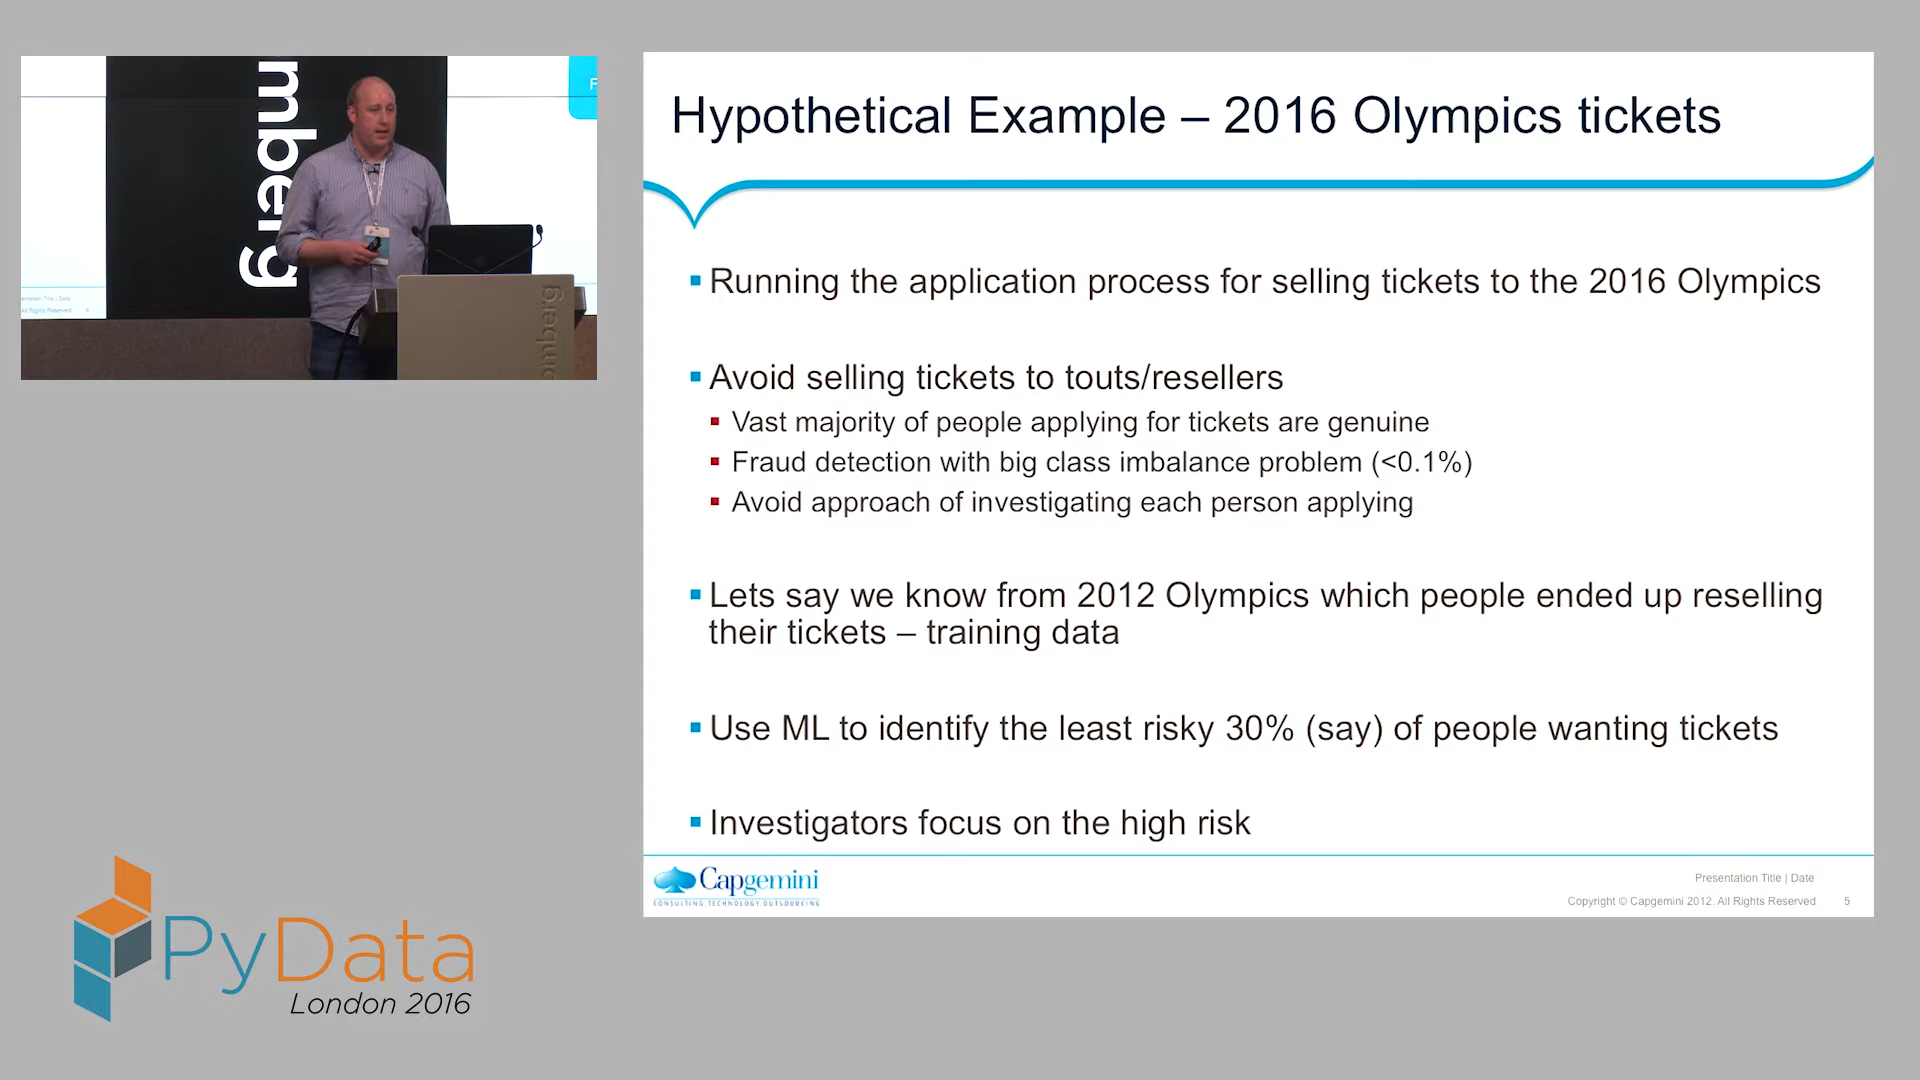 mberg
F
All Rights Reserved 6
omberg
Hypothetical Example – 2016 Olympics tickets
Running the application process for selling tickets to the 2016 Olympics
Avoid selling tickets to touts/resellers
Vast majority of people applying for tickets are genuine
Fraud detection with big class imbalance problem (<0.1%)
Avoid approach of investigating each person applying
Lets say we know from 2012 Olympics which people ended up reselling
their tickets – training data
Use ML to identify the least risky 30% (say) of people wanting tickets
Investigators focus on the high risk
Capgemini
CONSULTING.TECHNOLOGY.OUTSOURCING
Presentation Title | Date
Copyright © Capgemini 2012. All Rights Reserved 5
PyData
London 2016